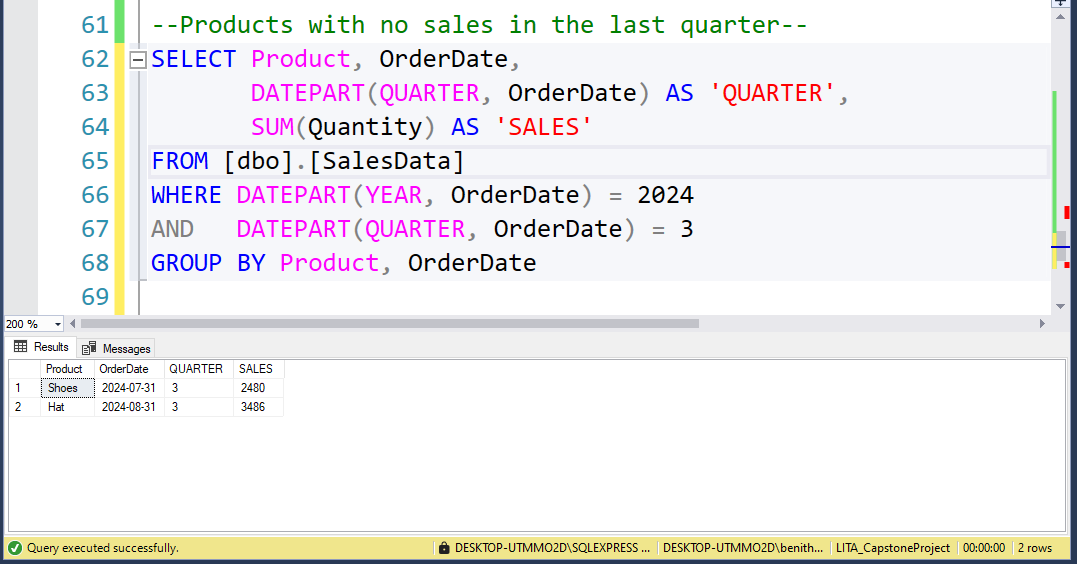 61 --Products with no sales in the last quarter--
62 SELECT Product, OrderDate,
63 DATEPART(QUARTER, OrderDate) AS 'QUARTER',
64 SUM(Quantity) AS 'SALES'
65 FROM [dbo].[SalesData]
66 WHERE DATEPART(YEAR, OrderDate) = 2024
67 AND DATEPART(QUARTER, OrderDate) = 3
68 GROUP BY Product, OrderDate
69
200 %
Results Messages
Product OrderDate QUARTER SALES
1 Shoes 2024-07-31 3 2480
2 Hat 2024-08-31 3 3486
Query executed successfully. DESKTOP-UTMMO2D\SQLEXPRESS ... DESKTOP-UTMMO2D\benith... LITA_CapstoneProject 00:00:00 2 rows